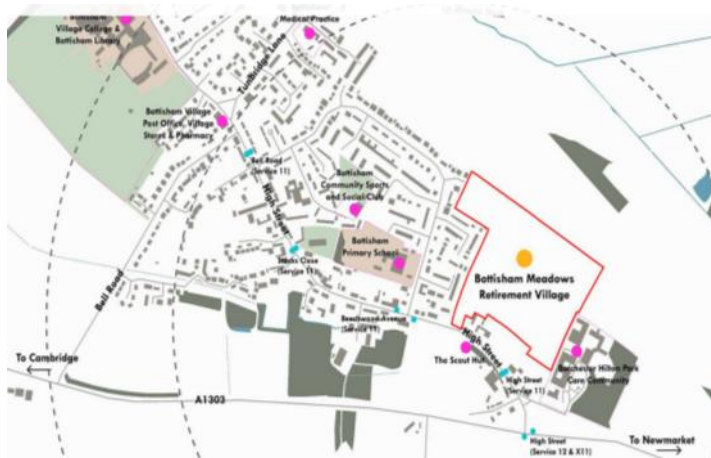 Village College &
Bottisham Library
Medical Practice
Tunbridge Lane
Bottisham Village
Post Office, Village
Stores & Pharmacy
Bell Road
(Service 11)
High Street
Bottisham
Community Sports
and Social Club
Bottisham
Primary School
(Service 11)
Bottisham Meadows
Retirement Village
Bell Road
Beechwood Avenue
(Service 11)
High Street
The Scout Hut
Barchester Hilton Park
Care Community
High Street
(Service 11)
To Cambridge
A1303
High Street
(Service 12 & X11)
To Newmarket